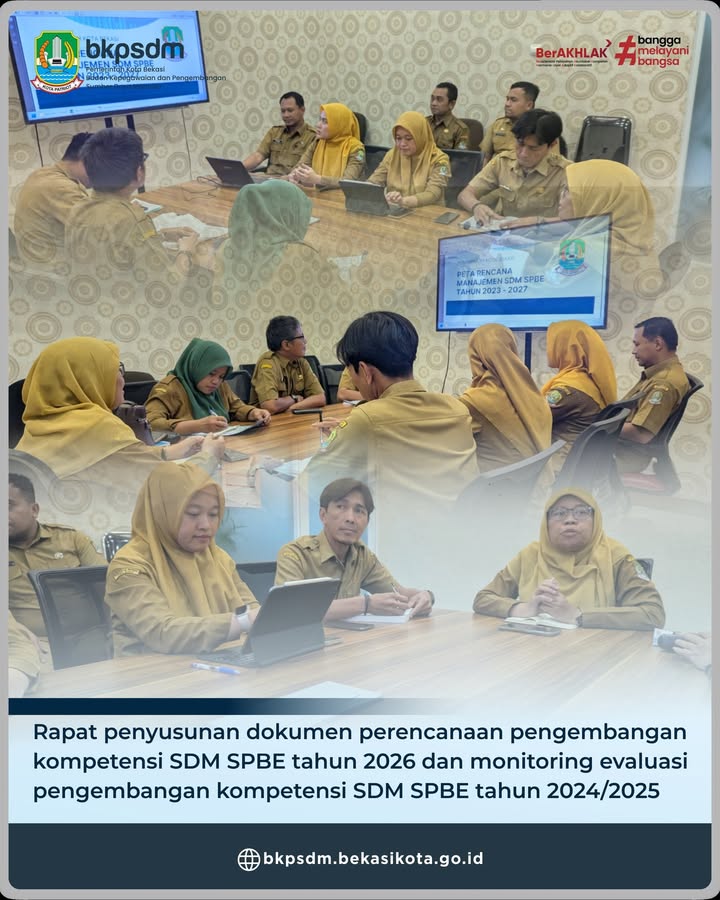 bkpsdm
Pemerintah Kota Bekasi
Badan Kepegawaian dan Pengembangan
KOTA PATRIOT
BerAKHLAK
#bangga
melayani
bangsa
PETA RENCANA
MANAJEMEN SDM SPBE
TAHUN 2023 - 2027
Rapat penyusunan dokumen perencanaan pengembangan
kompetensi SDM SPBE tahun 2026 dan monitoring evaluasi
pengembangan kompetensi SDM SPBE tahun 2024/2025
bkpsdm.bekasikota.go.id